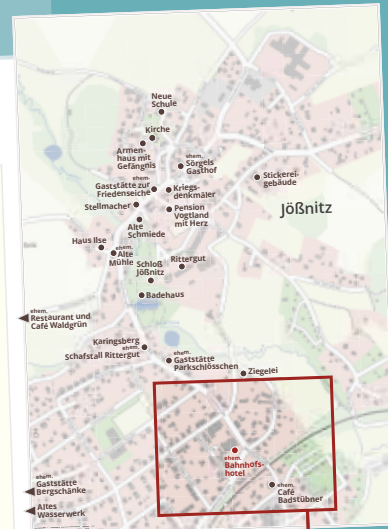 Neue
Schule
Kirche
Armen-
haus mit
Gefängnis
ehem.
Sörgels
Gasthof
Stickerei-
gebäude
ehem.
Gaststätte zur
Friedenseiche
Kriegs-
denkmäler
Stellmacher
Pension
Vogtland
mit Herz
Jößnitz
Alte
Schmiede
Haus Ilse
ehem.
Alte
Mühle
Schloß
Jößnitz
Rittergut
Badehaus
ehem.
Restaurant und
Café Waldgrün
Karingsberg
ehem.
Schafstall Rittergut
ehem.
Gaststätte
Parkschlösschen
Ziegelei
ehem.
Bahnhofs-
hotel
ehem.
Café
Badstübner
ehem.
Gaststätte
Bergschänke
Altes
Wasserwerk